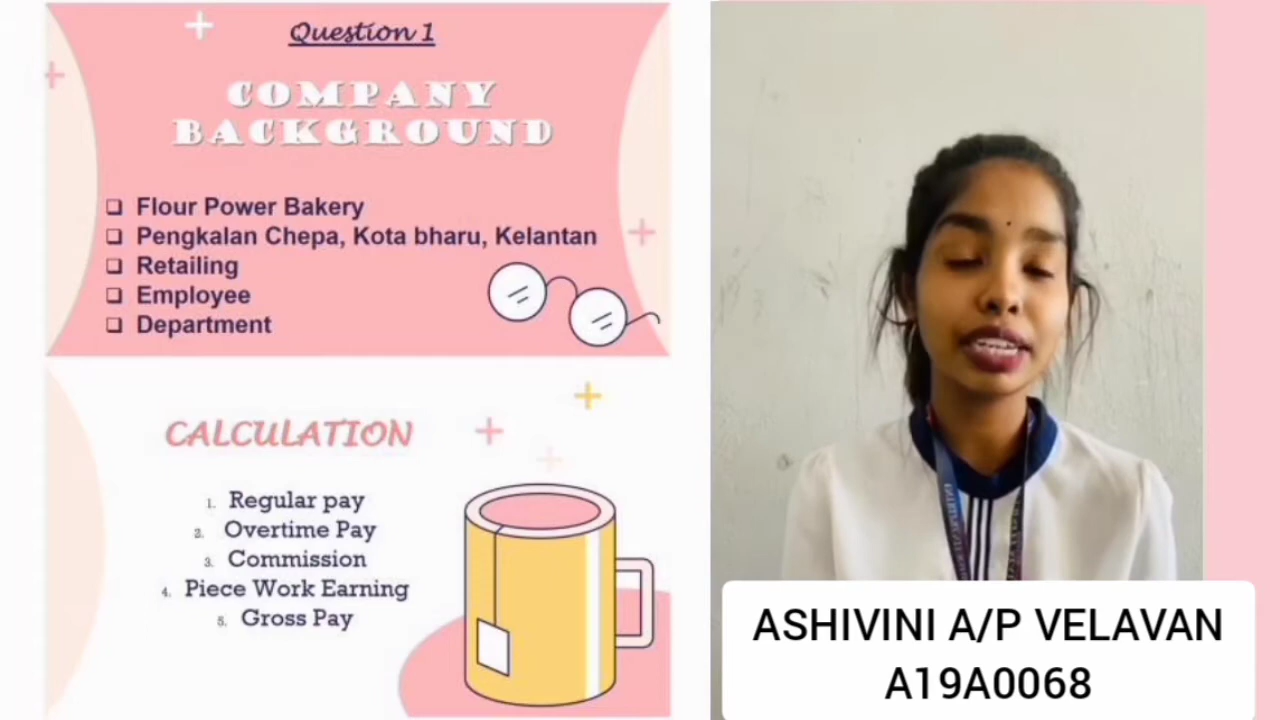 Question 1
COMPANY
BACKGROUND
Flour Power Bakery
Pengkalan Chepa, Kota bharu, Kelantan
Retailing
Employee
Department
CALCULATION
1. Regular pay
2. Overtime Pay
3. Commission
4. Piece Work Earning
5. Gross Pay
ASHIVINI A/P VELAVAN
A19A0068